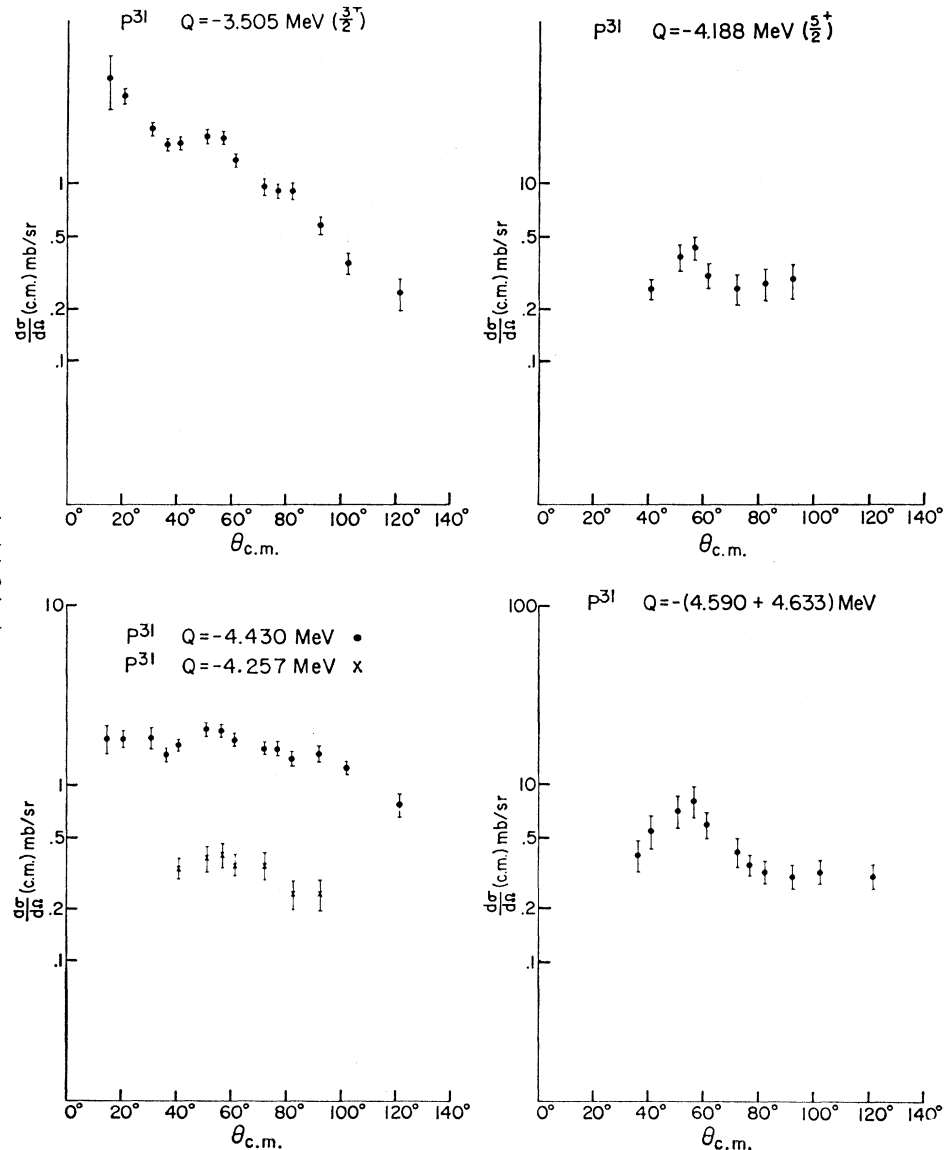 P31 Q=-3.505 MeV (3/2+)
1
.5
.2
.1
dσ/dΩ (c.m.) mb/sr
0° 20° 40° 60° 80° 100° 120° 140°
θc.m.
P31 Q=-4.188 MeV (5/2+)
10
.5
.2
.1
dσ/dΩ (c.m.) mb/sr
0° 20° 40° 60° 80° 100° 120° 140°
θc.m.
10
P31 Q=-4.430 MeV •
P31 Q=-4.257 MeV x
1
.5
.2
.1
dσ/dΩ (c.m.) mb/sr
0° 20° 40° 60° 80° 100° 120° 140°
θc.m.
P31 Q=-(4.590 + 4.633) MeV
100
10
.5
.2
.1
dσ/dΩ (c.m.) mb/sr
0° 20° 40° 60° 80° 100° 120° 140°
θc.m.